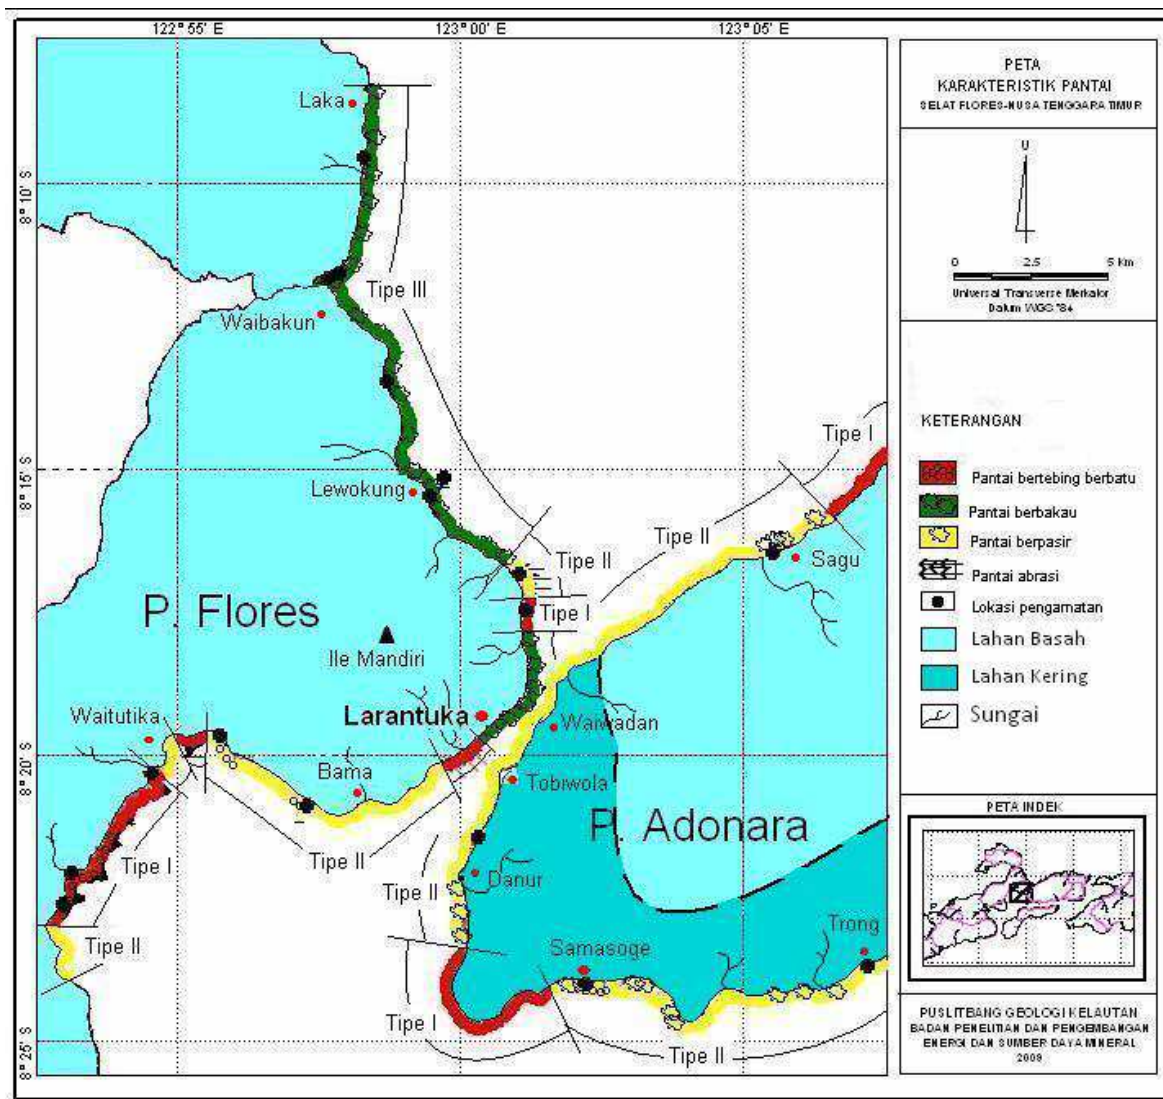 122° 55' E
123° 00' E
123° 05' E
8° 10' S
8° 15' S
8° 20' S
8° 25' S
Laka
Tipe III
Waibakun
Tipe I
Lewokung
Tipe II
Tipe II
Sagu
Tipe I
P. Flores
Ile Mandiri
Larantuka
Waiwadan
Waitutika
Bama
Tobiwola
P. Adonara
Tipe I
Tipe II
Danur
Tipe II
Trong
Tipe II
Samasoge
Tipe I
Tipe II
PETA
KARAKTERISTIK PANTAI
SELAT FLORES-NUSA TENGGARA TIMUR
U
0 2.5 5 Km
Universal Transverse Merkator
Datum WGS '84
KETERANGAN
Pantai bertebing berbatu
Pantai berbakau
Pantai berpasir
Pantai abrasi
Lokasi pengamatan
Lahan Basah
Lahan Kering
Sungai
PETA INDEK
PUSLITBANG GEOLOGI KELAUTAN
BADAN PENELITIAN DAN PENGEMBANGAN
ENERGI DAN SUMBER DAYA MINERAL
2009